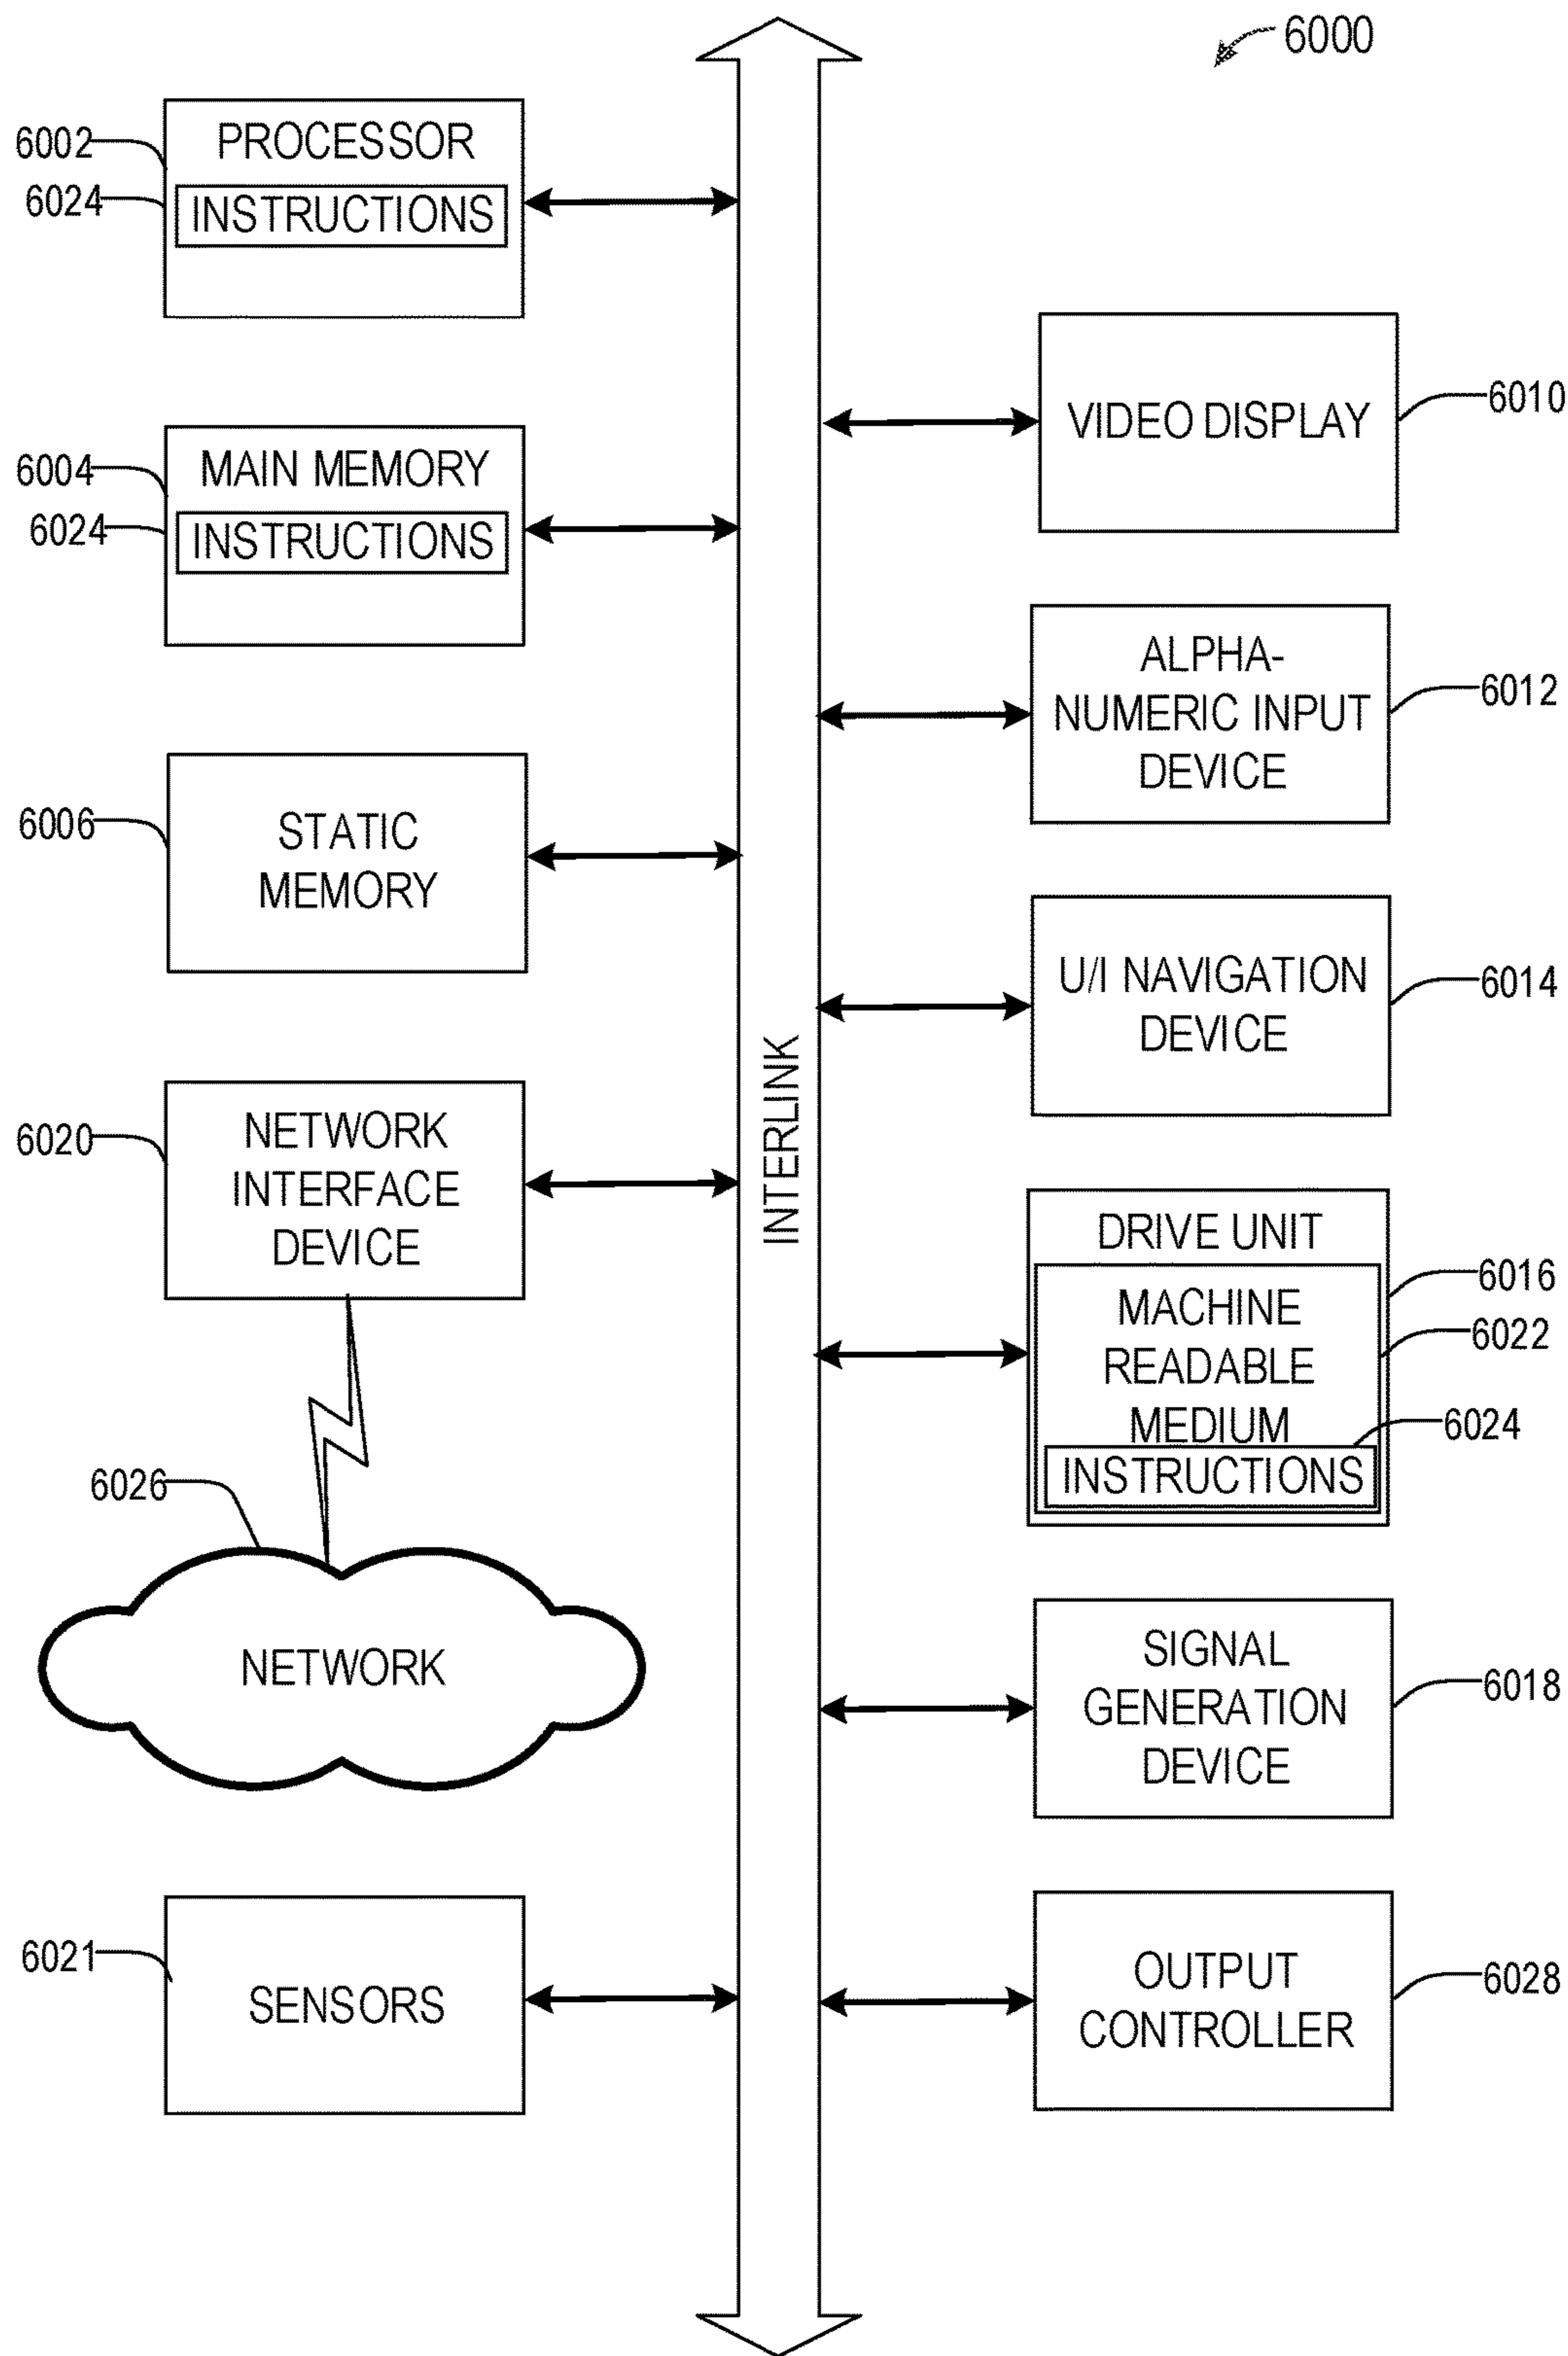 6000
6002
PROCESSOR
6024
INSTRUCTIONS
6004
MAIN MEMORY
6024
INSTRUCTIONS
6006
STATIC
MEMORY
6020
NETWORK
INTERFACE
DEVICE
6026
NETWORK
6021
SENSORS
INTERLINK
VIDEO DISPLAY
6010
ALPHA-
NUMERIC INPUT
DEVICE
6012
U/I NAVIGATION
DEVICE
6014
DRIVE UNIT
6016
MACHINE
READABLE
MEDIUM
6022
6024
INSTRUCTIONS
SIGNAL
GENERATION
DEVICE
6018
OUTPUT
CONTROLLER
6028